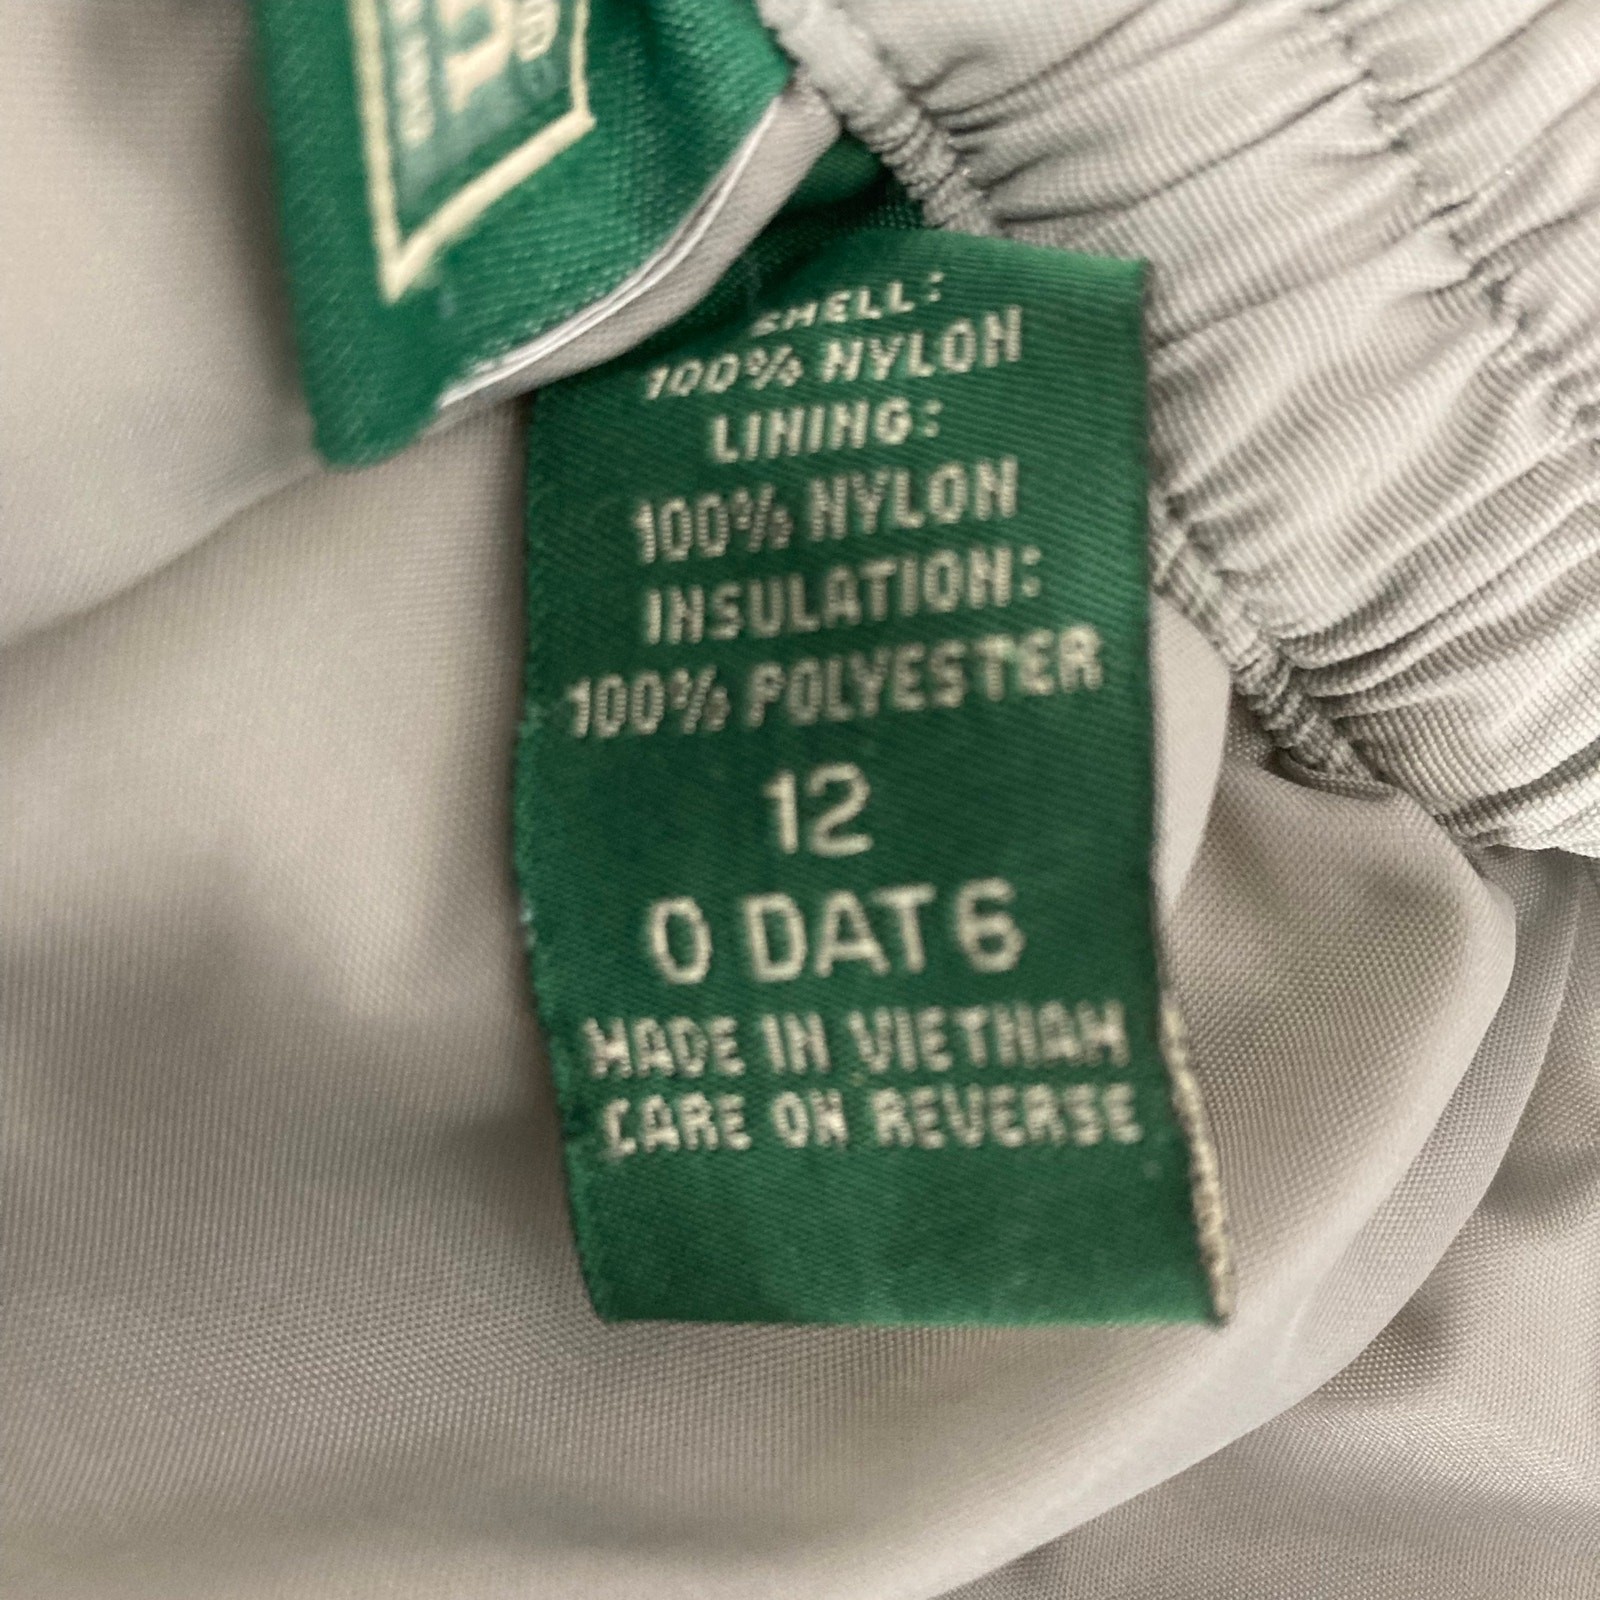 SHELL:
100% NYLON
LINING:
100% NYLON
INSULATION:
100% POLYESTER
12
0 DAT 6
MADE IN VIETNAM
CARE ON REVERSE